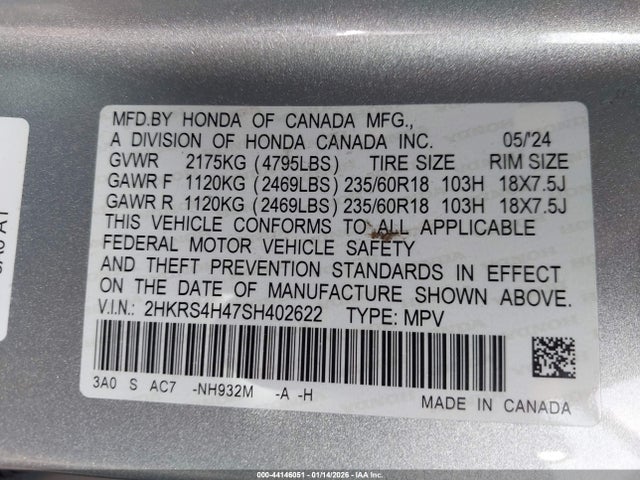 MFD.BY HONDA OF CANADA MFG.,
A DIVISION OF HONDA CANADA INC. 05/'24
GVWR 2175KG (4795LBS) TIRE SIZE RIM SIZE
GAWR F 1120KG (2469LBS) 235/60R18 103H 18X7.5J
GAWR R 1120KG (2469LBS) 235/60R18 103H 18X7.5J
THIS VEHICLE CONFORMS TO ALL APPLICABLE
FEDERAL MOTOR VEHICLE SAFETY
AND THEFT PREVENTION STANDARDS IN EFFECT
ON THE DATE OF MANUFACTURE SHOWN ABOVE.
V.I.N.: 2HKRS4H47SH402622 TYPE: MPV
3A0 S AC7 -NH932M -A -H
MADE IN CANADA
000-44146051 - 01/14/2026 - IAAI.COM